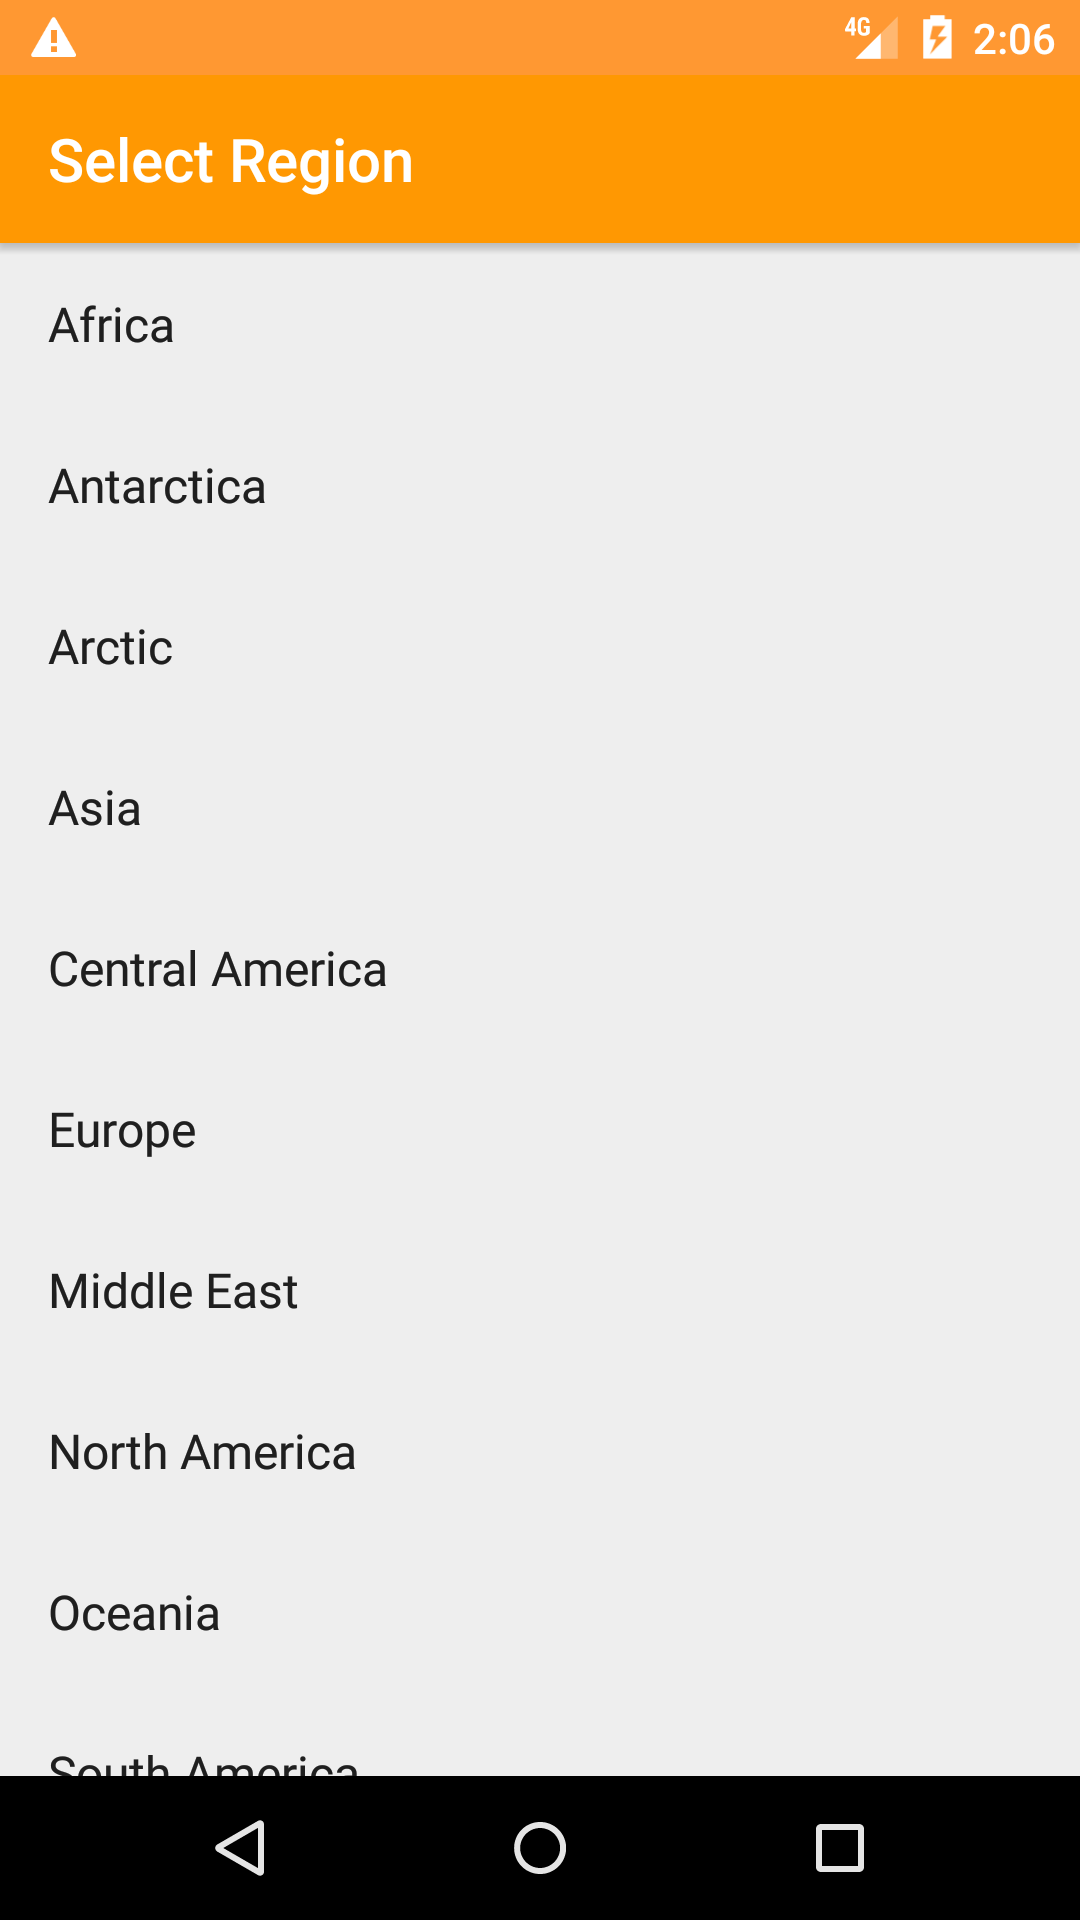 4G 2:06
Select Region
Africa
Antarctica
Arctic
Asia
Central America
Europe
Middle East
North America
Oceania
South America